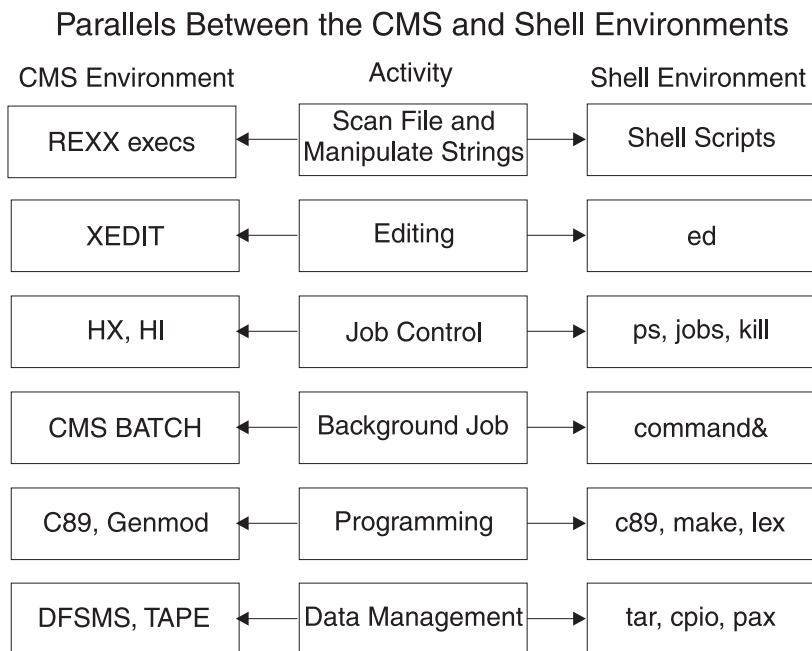 Parallels Between the CMS and Shell Environments
CMS Environment
Activity
Shell Environment
REXX execs
Scan File and
Manipulate Strings
Shell Scripts
XEDIT
Editing
ed
HX, HI
Job Control
ps, jobs, kill
CMS BATCH
Background Job
command&
C89, Genmod
Programming
c89, make, lex
DFSMS, TAPE
Data Management
tar, cpio, pax